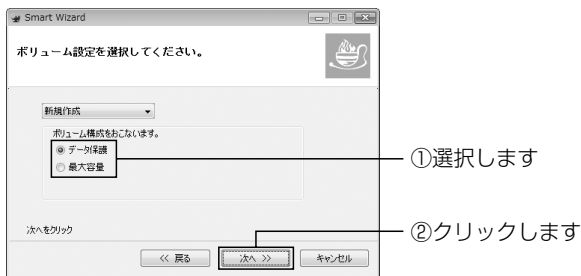 Smart Wizard
ボリューム設定を選択してください。
新規作成
ボリューム構成をおこないます。
データ保護
最大容量
①選択します
次へをクリック
②クリックします
<< 戻る
次へ >>
キャンセル